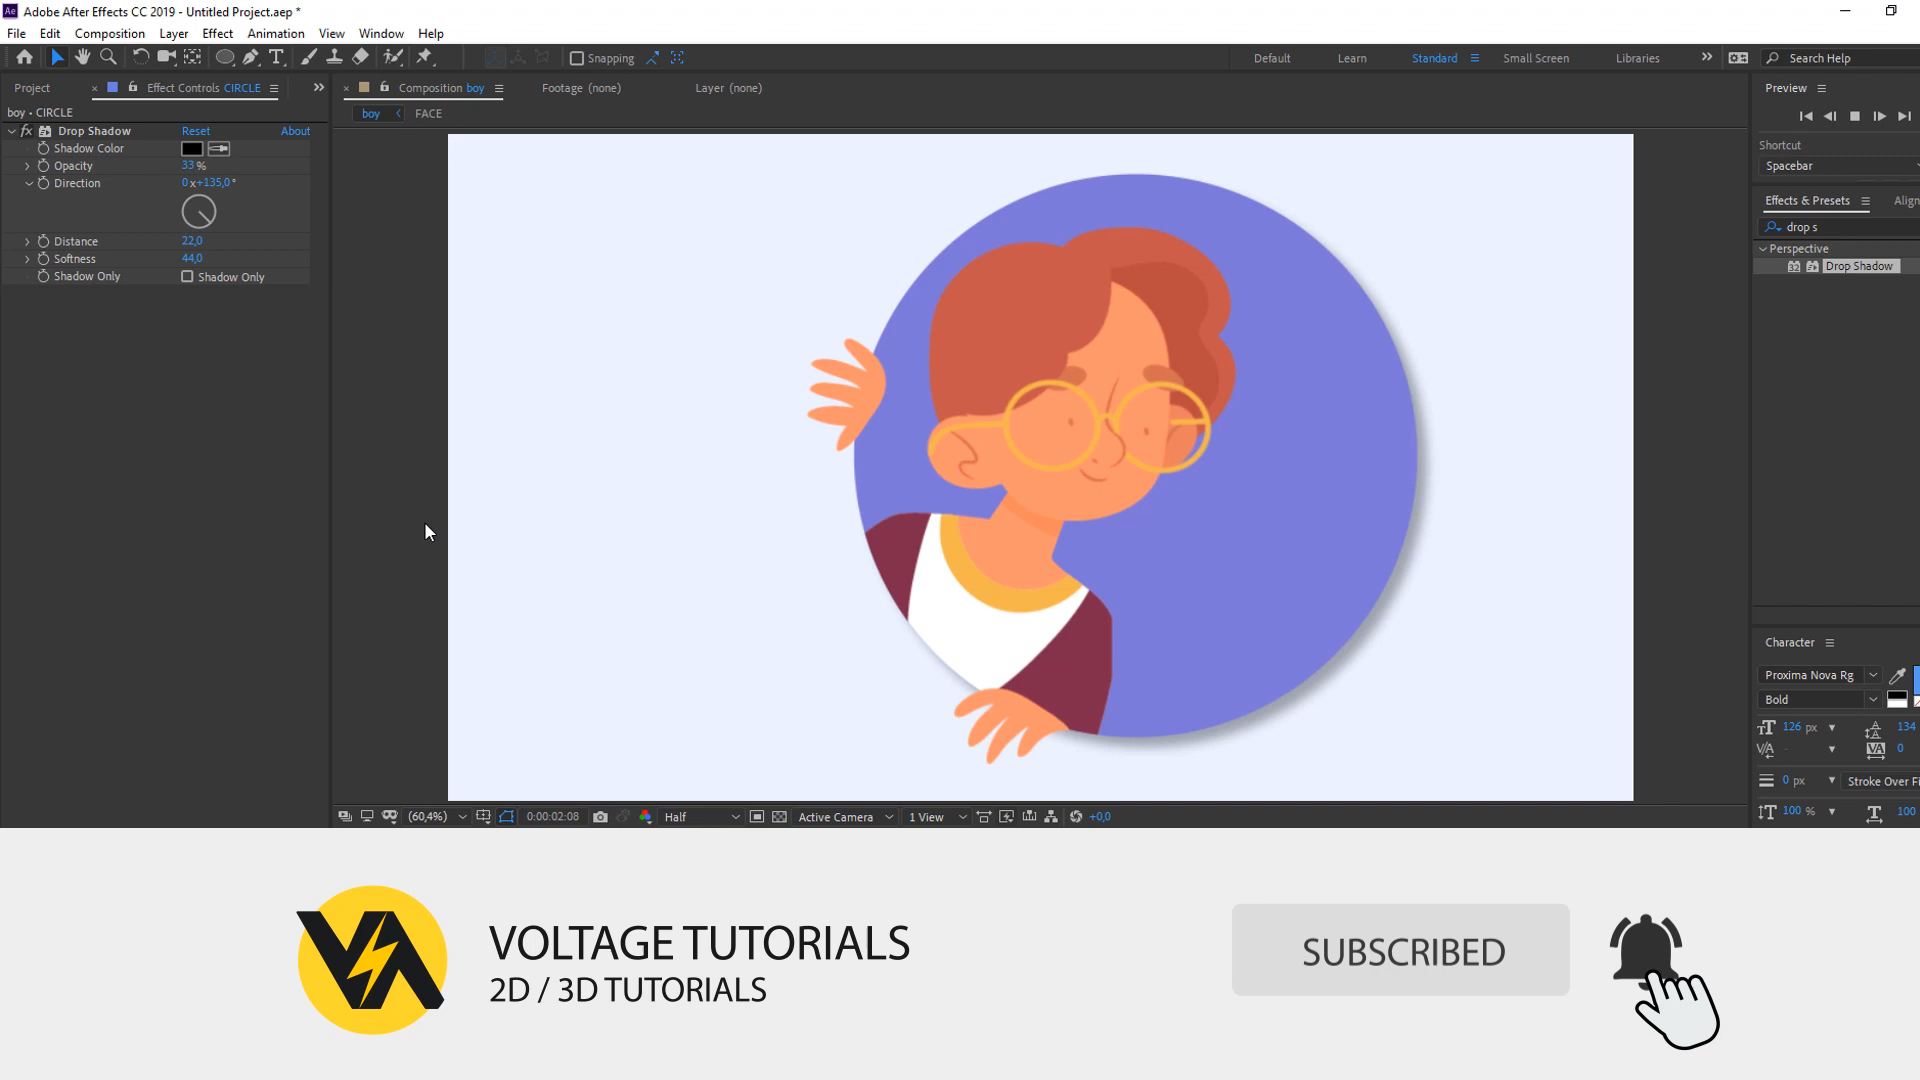 Ae Adobe After Effects CC 2019 - Untitled Project.aep *
File Edit Composition Layer Effect Animation View Window Help
Snapping
Default Learn Standard Small Screen Libraries Search Help
Project Effect Controls CIRCLE
Composition boy Footage (none) Layer (none)
Preview
boy • CIRCLE
boy FACE
fx Drop Shadow Reset About
Shadow Color
Opacity 33 %
Direction 0x+135,0°
Distance 22,0
Softness 44,0
Shadow Only Shadow Only
Shortcut
Spacebar
Effects & Presets Align
drop s
Perspective
32 Drop Shadow
Character
Proxima Nova Rg
Bold
126 px 134
- 0
0 px Stroke Over Fi
100 % 100
(60,4%) 0:00:02:08 Half Active Camera 1 View +0,0
VOLTAGE TUTORIALS
2D / 3D TUTORIALS
SUBSCRIBED